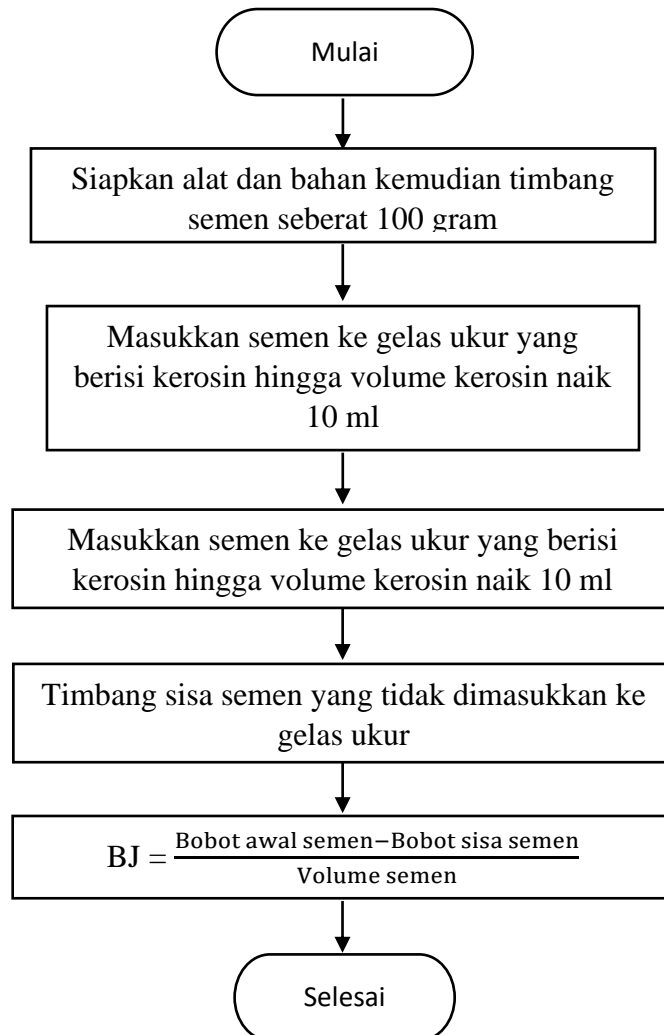 Mulai
Siapkan alat dan bahan kemudian timbang
semen seberat 100 gram
Masukkan semen ke gelas ukur yang
berisi kerosin hingga volume kerosin naik
10 ml
Masukkan semen ke gelas ukur yang berisi
kerosin hingga volume kerosin naik 10 ml
Timbang sisa semen yang tidak dimasukkan ke
gelas ukur
BJ = Bobot awal semen−Bobot sisa semen
Volume semen
Selesai